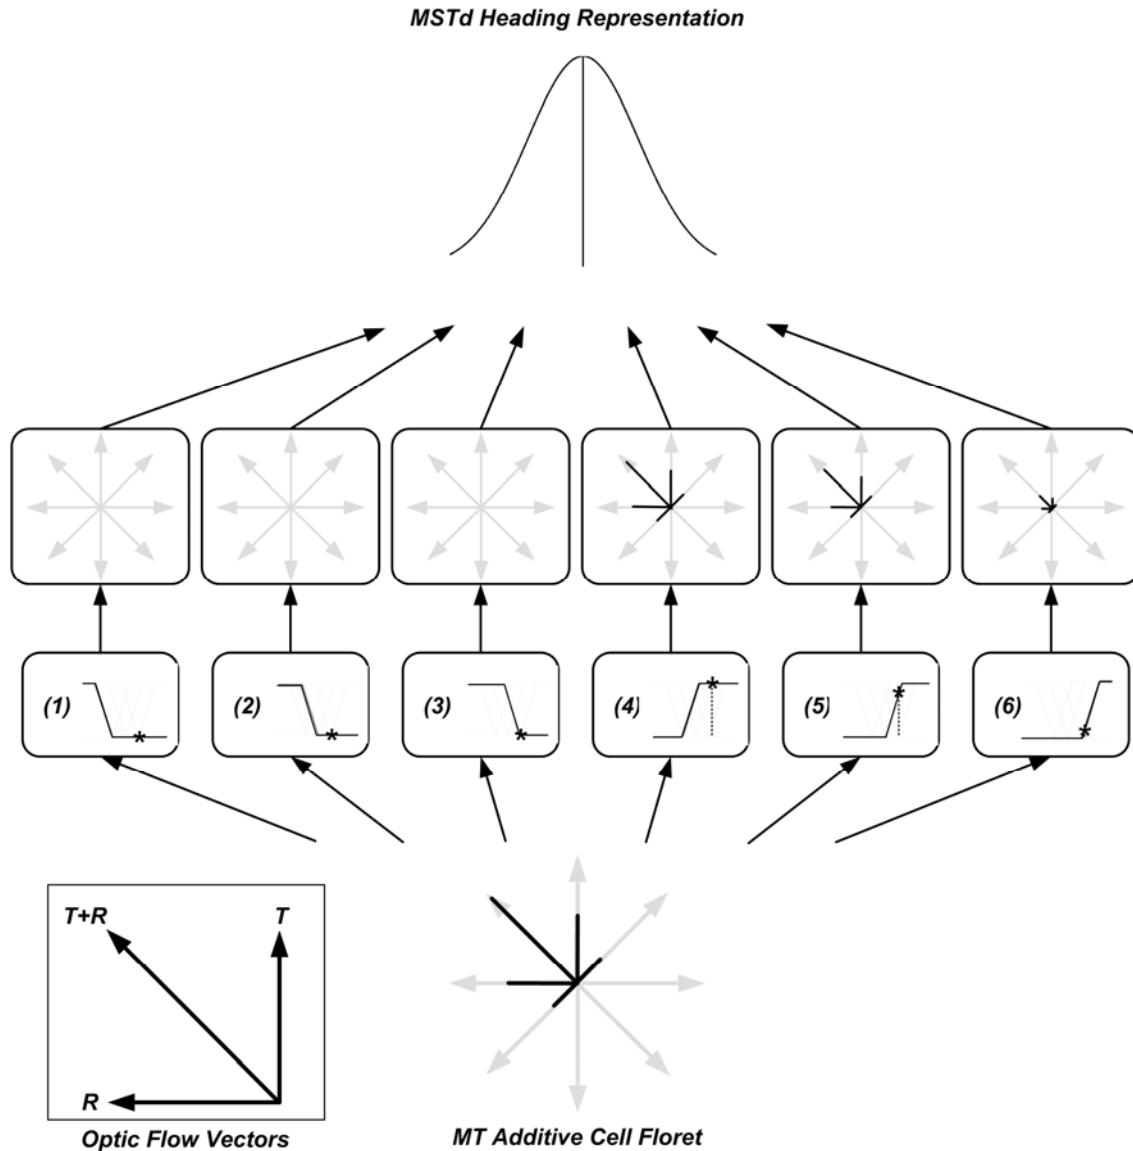 MSTd Heading Representation
(1) (2) (3) (4) (5) (6)
T+R T
R
Optic Flow Vectors
MT Additive Cell Floret